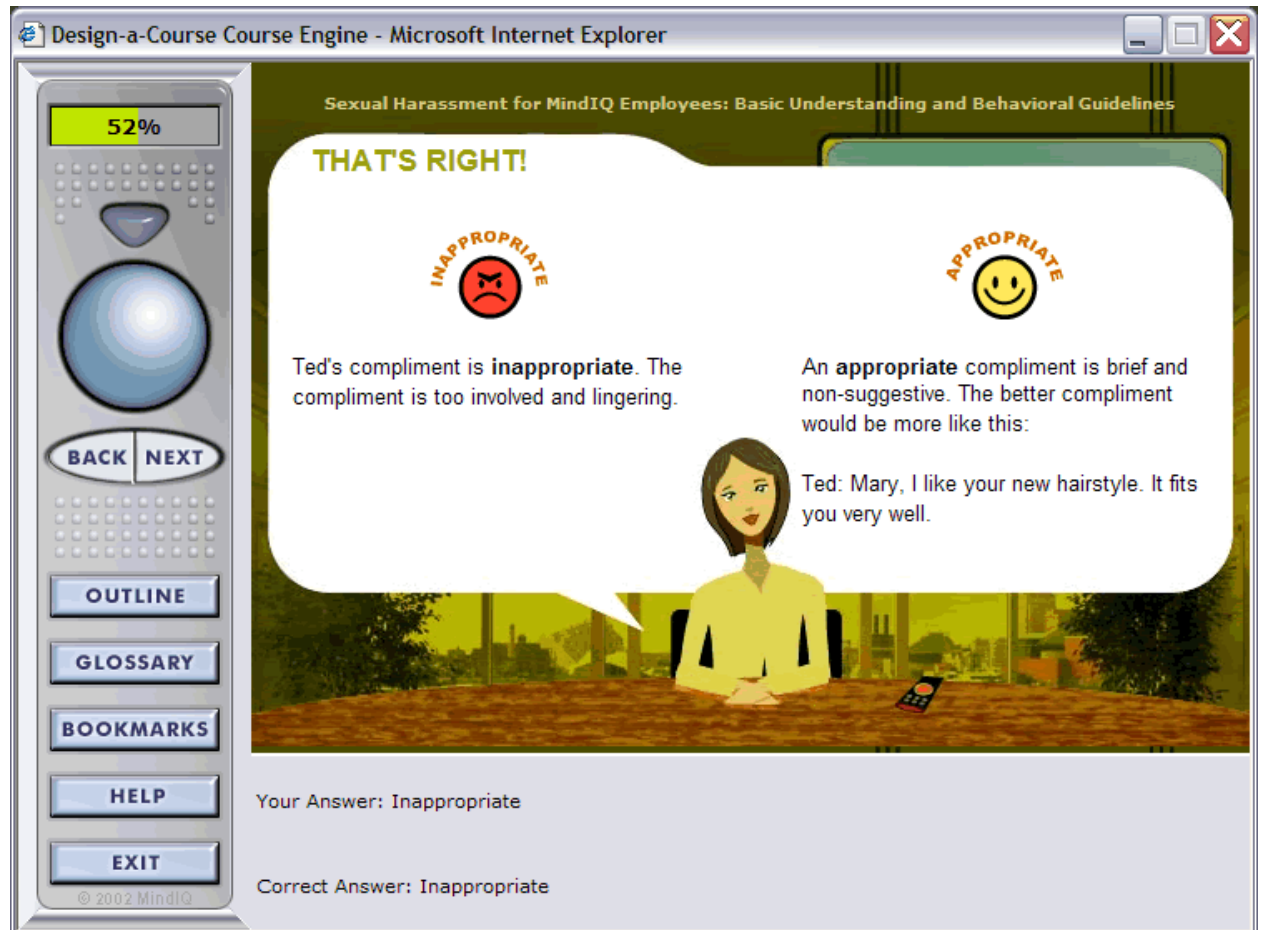 Design-a-Course Course Engine - Microsoft Internet Explorer
52%
BACK NEXT
OUTLINE
GLOSSARY
BOOKMARKS
HELP
EXIT
© 2002 MindIQ
Sexual Harassment for MindIQ Employees: Basic Understanding and Behavioral Guidelines
THAT'S RIGHT!
INAPPROPRIATE
Ted's compliment is inappropriate. The
compliment is too involved and lingering.
APPROPRIATE
An appropriate compliment is brief and
non-suggestive. The better compliment
would be more like this:
Ted: Mary, I like your new hairstyle. It fits
you very well.
Your Answer: Inappropriate
Correct Answer: Inappropriate